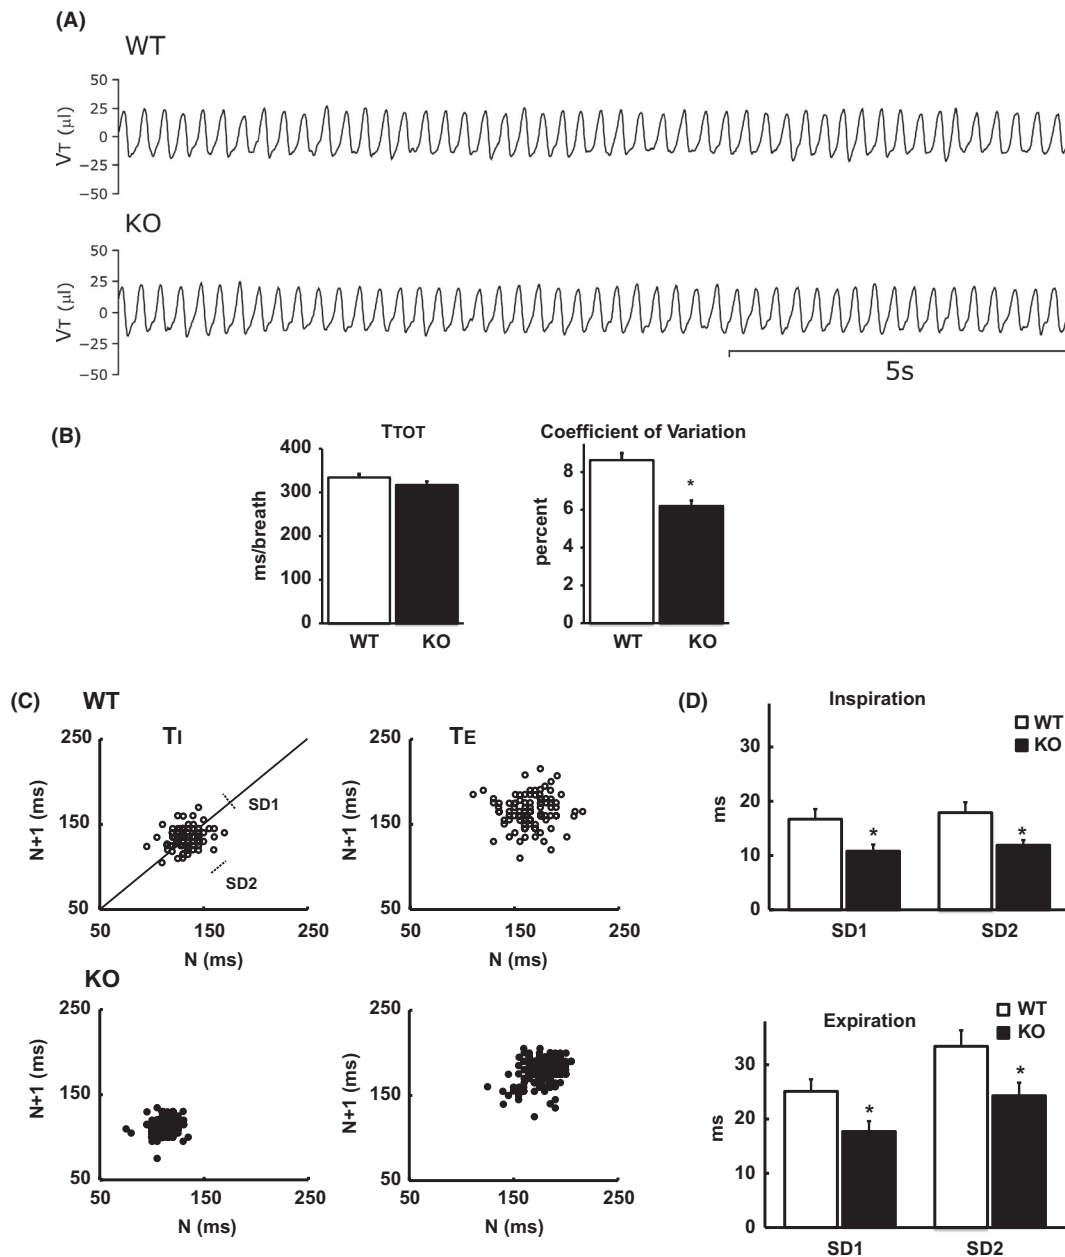 (A)
WT
50
25
0
−25
−50
VT (µl)
KO
50
25
0
−25
−50
VT (µl)
5s
(B)
TTOT
400
300
200
100
0
ms/breath
WT KO
Coefficient of Variation
8
6
4
2
0
percent
*
WT KO
(C)
WT
TI
250
150
50
N+1 (ms)
SD1
SD2
50 150 250
N (ms)
TE
250
150
50
N+1 (ms)
50 150 250
N (ms)
KO
250
150
50
N+1 (ms)
50 150 250
N (ms)
250
150
50
N+1 (ms)
50 150 250
N (ms)
(D)
Inspiration
WT
KO
30
20
10
0
ms
* *
SD1 SD2
Expiration
WT
KO
30
20
10
0
ms
* *
SD1 SD2